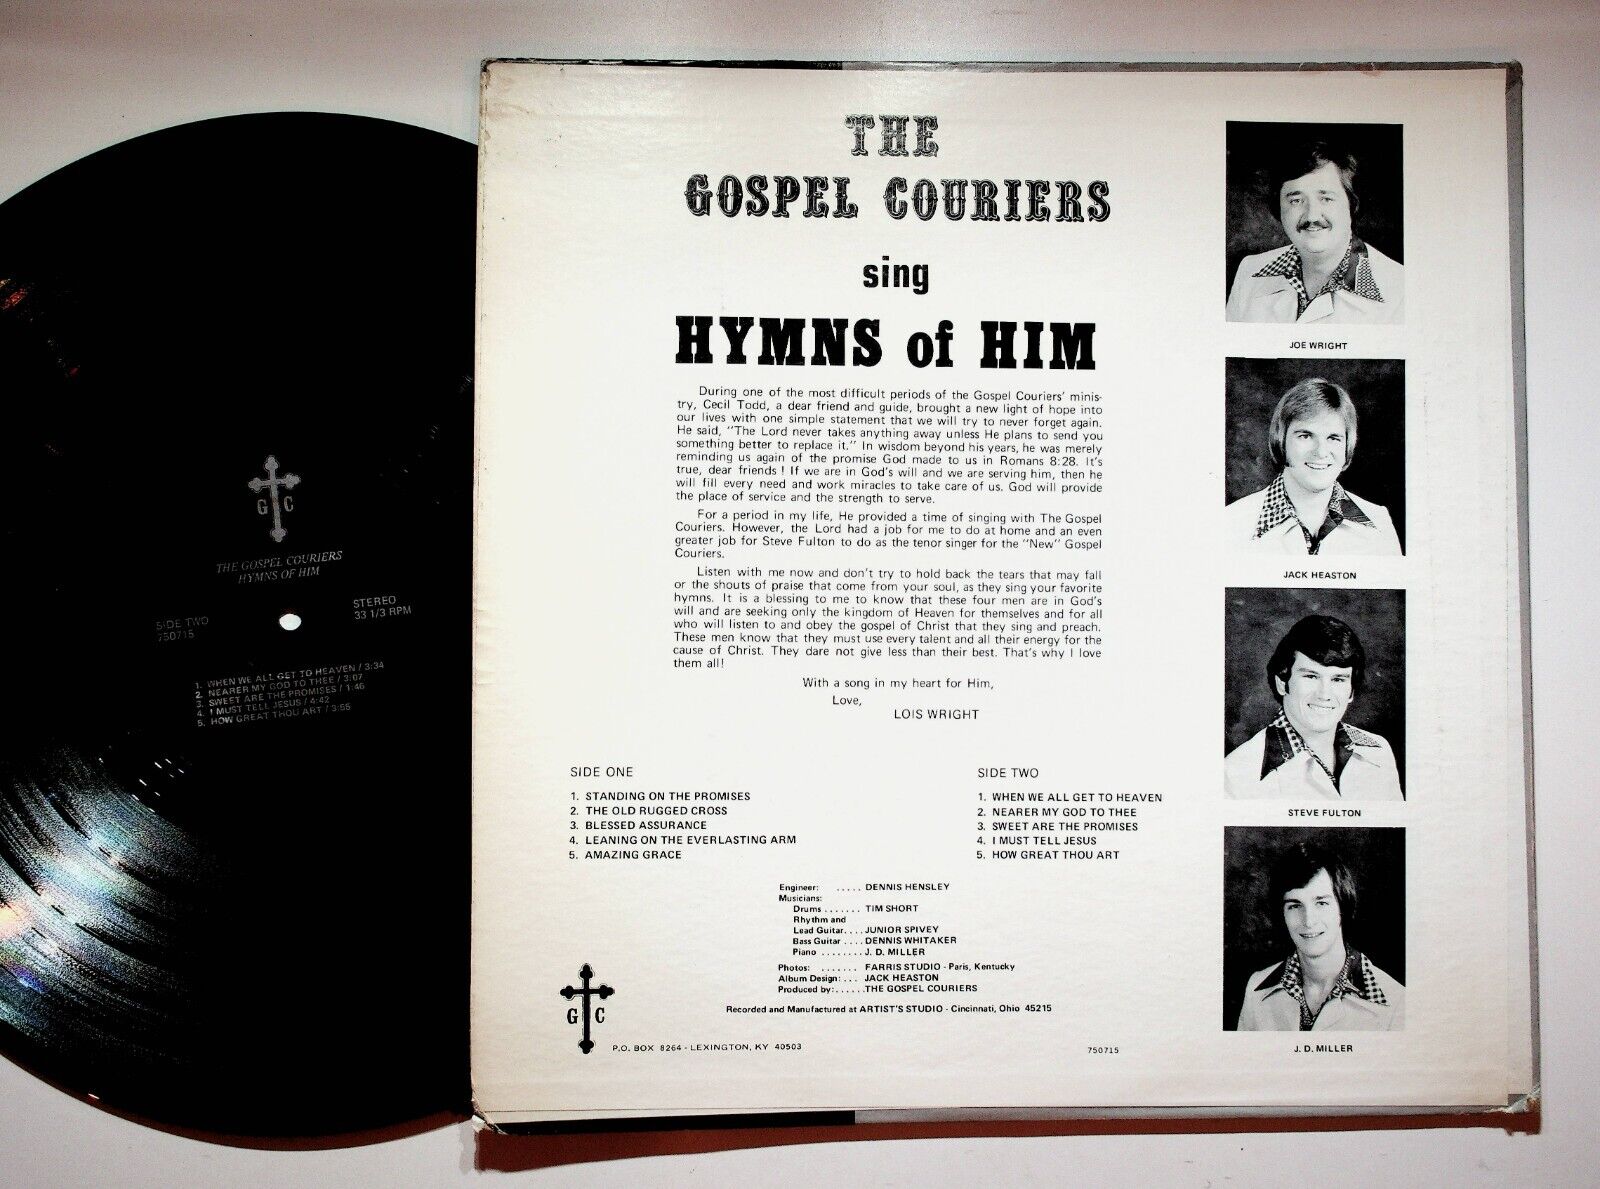 THE
GOSPEL COURIERS
sing
HYMNS of HIM
During one of the most difficult periods of the Gospel Couriers' minis-
try, Cecil Todd, a dear friend and guide, brought a new light of hope into
our lives with one simple statement that we will try to never forget again.
He said, "The Lord never takes anything away unless He plans to send you
something better to replace it." In wisdom beyond his years, he was merely
reminding us again of the promise God made to us in Romans 8:28. It's
true, dear friends ! If we are in God's will and we are serving him, then he
will fill every need and work miracles to take care of us. God will provide
the place of service and the strength to serve.
For a period in my life, He provided a time of singing with The Gospel
Couriers. However, the Lord had a job for me to do at home and an even
greater job for Steve Fulton to do as the tenor singer for the "New" Gospel
Couriers.
Listen with me now and don't try to hold back the tears that may fall
or the shouts of praise that come from your soul, as they sing your favorite
hymns. It is a blessing to me to know that these four men are in God's
will and are seeking only the kingdom of Heaven for themselves and for all
who will listen to and obey the gospel of Christ that they sing and preach.
These men know that they must use every talent and all their energy for the
cause of Christ. They dare not give less than their best. That's why I love
them all!
With a song in my heart for Him,
Love,
LOIS WRIGHT
SIDE ONE
1. STANDING ON THE PROMISES
2. THE OLD RUGGED CROSS
3. BLESSED ASSURANCE
4. LEANING ON THE EVERLASTING ARM
5. AMAZING GRACE
SIDE TWO
1. WHEN WE ALL GET TO HEAVEN
2. NEARER MY GOD TO THEE
3. SWEET ARE THE PROMISES
4. I MUST TELL JESUS
5. HOW GREAT THOU ART
Engineer: ..... DENNIS HENSLEY
Musicians:
Drums ....... TIM SHORT
Rhythm and
Lead Guitar.... JUNIOR SPIVEY
Bass Guitar .... DENNIS WHITAKER
Piano ........ J. D. MILLER
Photos: ....... FARRIS STUDIO - Paris, Kentucky
Album Design: ... JACK HEASTON
Produced by:......THE GOSPEL COURIERS
Recorded and Manufactured at ARTIST'S STUDIO - Cincinnati, Ohio 45215
G C
P.O. BOX 8264 - LEXINGTON, KY 40503
750715
JOE WRIGHT
JACK HEASTON
STEVE FULTON
J. D. MILLER
G C
THE GOSPEL COURIERS
HYMNS OF HIM
SIDE TWO
750715
STEREO
33 1/3 RPM
1. WHEN WE ALL GET TO HEAVEN / 3:34
2. NEARER MY GOD TO THEE / 3:07
3. SWEET ARE THE PROMISES / 1:46
4. I MUST TELL JESUS / 4:42
5. HOW GREAT THOU ART / 3:55